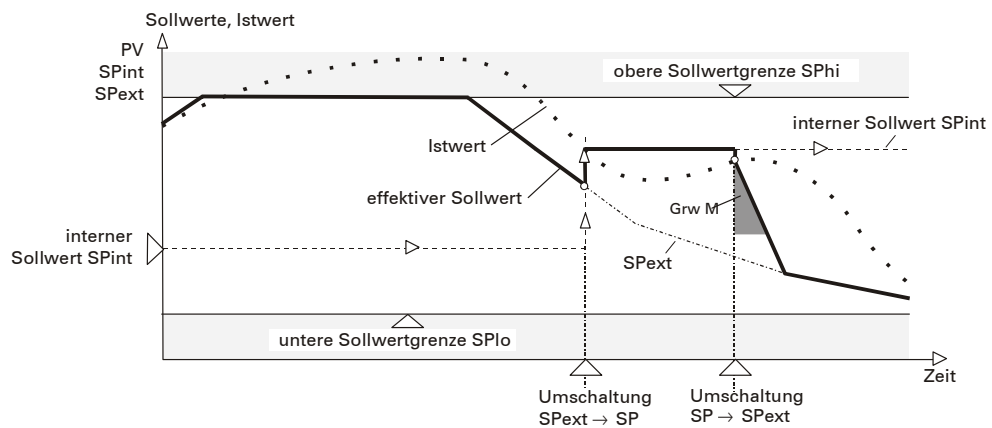 Sollwerte, Istwert
PV
SPint
SPext
obere Sollwertgrenze SPhi
interner Sollwert SPint
Istwert
effektiver Sollwert
Grw M
interner
Sollwert SPint
SPext
untere Sollwertgrenze SPlo
Zeit
Umschaltung
SPext → SP
Umschaltung
SP → SPext